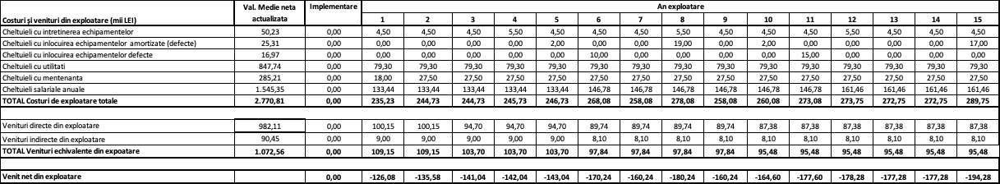 Costuri și venituri din exploatare (mii LEI) Val. Medie neta actualizata Implementare An exploatare
1 2 3 4 5 6 7 8 9 10 11 12 13 14 15
Cheltuieli cu intretinerea echipamentelor 50,23 0,00 4,50 4,50 4,50 5,50 4,50 4,50 4,50 5,50 4,50 4,50 4,50 5,50 4,50 4,50 4,50
Cheltuieli cu inlocuirea echipamentelor amortizate (defecte) 25,31 0,00 0,00 0,00 0,00 0,00 2,00 0,00 0,00 19,00 0,00 2,00 0,00 0,00 0,00 0,00 17,00
Cheltuieli cu inlocuirea echipamentelor defecte 16,97 0,00 0,00 0,00 0,00 0,00 0,00 10,00 0,00 0,00 0,00 0,00 15,00 0,00 0,00 0,00 0,00
Cheltuieli cu utilitati 847,74 0,00 79,30 79,30 79,30 79,30 79,30 79,30 79,30 79,30 79,30 79,30 79,30 79,30 79,30 79,30 79,30
Cheltuieli cu mentenanta 285,21 0,00 18,00 27,50 27,50 27,50 27,50 27,50 27,50 27,50 27,50 27,50 27,50 27,50 27,50 27,50 27,50
Cheltuieli salariale anuale 1.545,35 0,00 133,44 133,44 133,44 133,44 133,44 146,78 146,78 146,78 146,78 146,78 146,78 161,46 161,46 161,46 161,46
TOTAL Costuri de exploatare totale 2.770,81 0,00 235,23 244,73 244,73 245,73 246,73 268,08 258,08 278,08 258,08 260,08 273,08 273,75 272,75 272,75 289,75
Venituri directe din exploatare 982,11 0,00 100,15 100,15 94,70 94,70 94,70 89,74 89,74 89,74 89,74 87,38 87,38 87,38 87,38 87,38 87,38
Venituri indirecte din exploatare 90,45 0,00 9,00 9,00 9,00 9,00 9,00 8,10 8,10 8,10 8,10 8,10 8,10 8,10 8,10 8,10 8,10
TOTAL Venituri echivalente din expoatare 1.072,56 0,00 109,15 109,15 103,70 103,70 103,70 97,84 97,84 97,84 97,84 95,48 95,48 95,48 95,48 95,48 95,48
Venit net din exploatare 0,00 -126,08 -135,58 -141,04 -142,04 -143,04 -170,24 -160,24 -180,24 -160,24 -164,60 -177,60 -178,28 -177,28 -177,28 -194,28